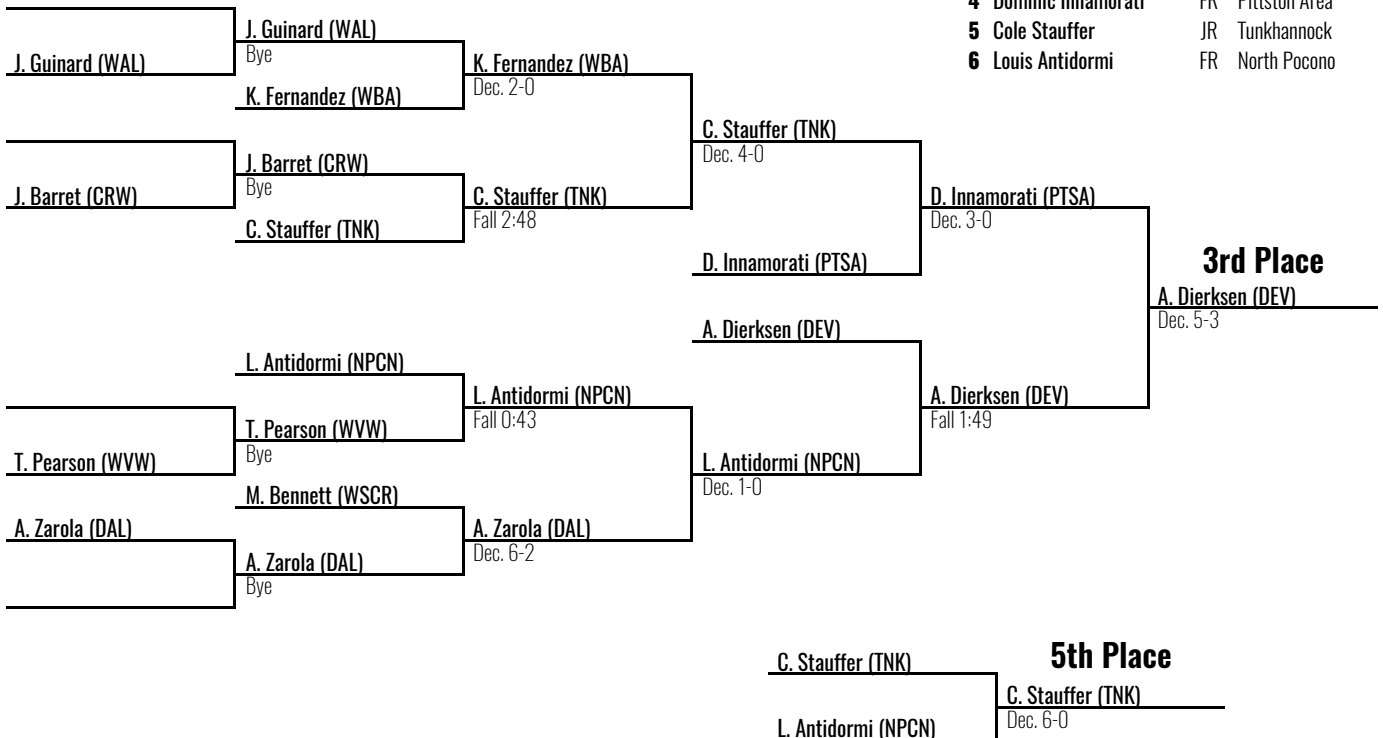 4 Dominic Innamorati FR Pittston Area
J. Guinard (WAL)
Bye
5 Cole Stauffer JR Tunkhannock
J. Guinard (WAL)
K. Fernandez (WBA)
Dec. 2-0
6 Louis Antidormi FR North Pocono
K. Fernandez (WBA)
C. Stauffer (TNK)
Dec. 4-0
J. Barret (CRW)
Bye
J. Barret (CRW)
C. Stauffer (TNK)
Fall 2:48
D. Innamorati (PTSA)
Dec. 3-0
C. Stauffer (TNK)
D. Innamorati (PTSA)
3rd Place
A. Dierksen (DEV)
Dec. 5-3
A. Dierksen (DEV)
L. Antidormi (NPCN)
L. Antidormi (NPCN)
Fall 0:43
A. Dierksen (DEV)
Fall 1:49
T. Pearson (WVW)
Bye
T. Pearson (WVW)
L. Antidormi (NPCN)
Dec. 1-0
M. Bennett (WSCR)
A. Zarola (DAL)
A. Zarola (DAL)
Dec. 6-2
A. Zarola (DAL)
Bye
5th Place
C. Stauffer (TNK)
C. Stauffer (TNK)
Dec. 6-0
L. Antidormi (NPCN)